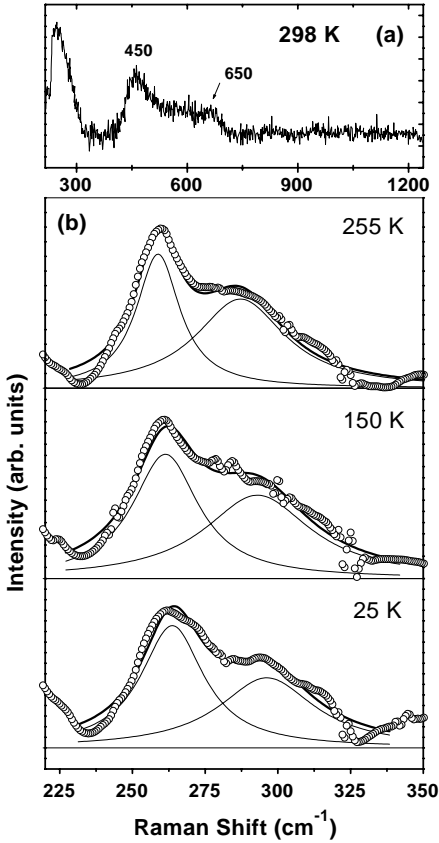 298 K (a)
450
650
300 600 900 1200
(b)
255 K
150 K
25 K
Intensity (arb. units)
225 250 275 300 325 350
Raman Shift (cm⁻¹)